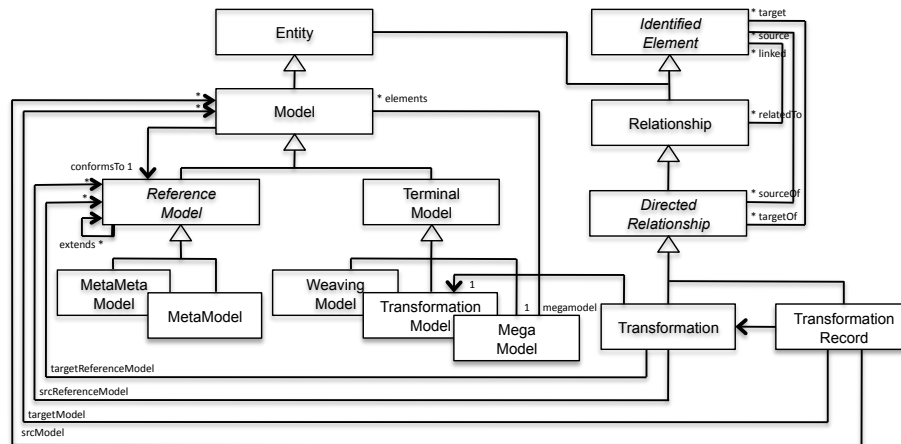 * target
Entity
Identified
Element
* source
* linked
*
* elements
*
Model
Relationship
* relatedTo
conformsTo 1
*
Reference
Model
Terminal
Model
* sourceOf
*
Directed
Relationship
* targetOf
extends *
MetaMeta
Model
Weaving
Model
1
MetaModel
Transformation
Model
1
megamodel
Mega
Model
Transformation
Transformation
Record
targetReferenceModel
srcReferenceModel
targetModel
srcModel